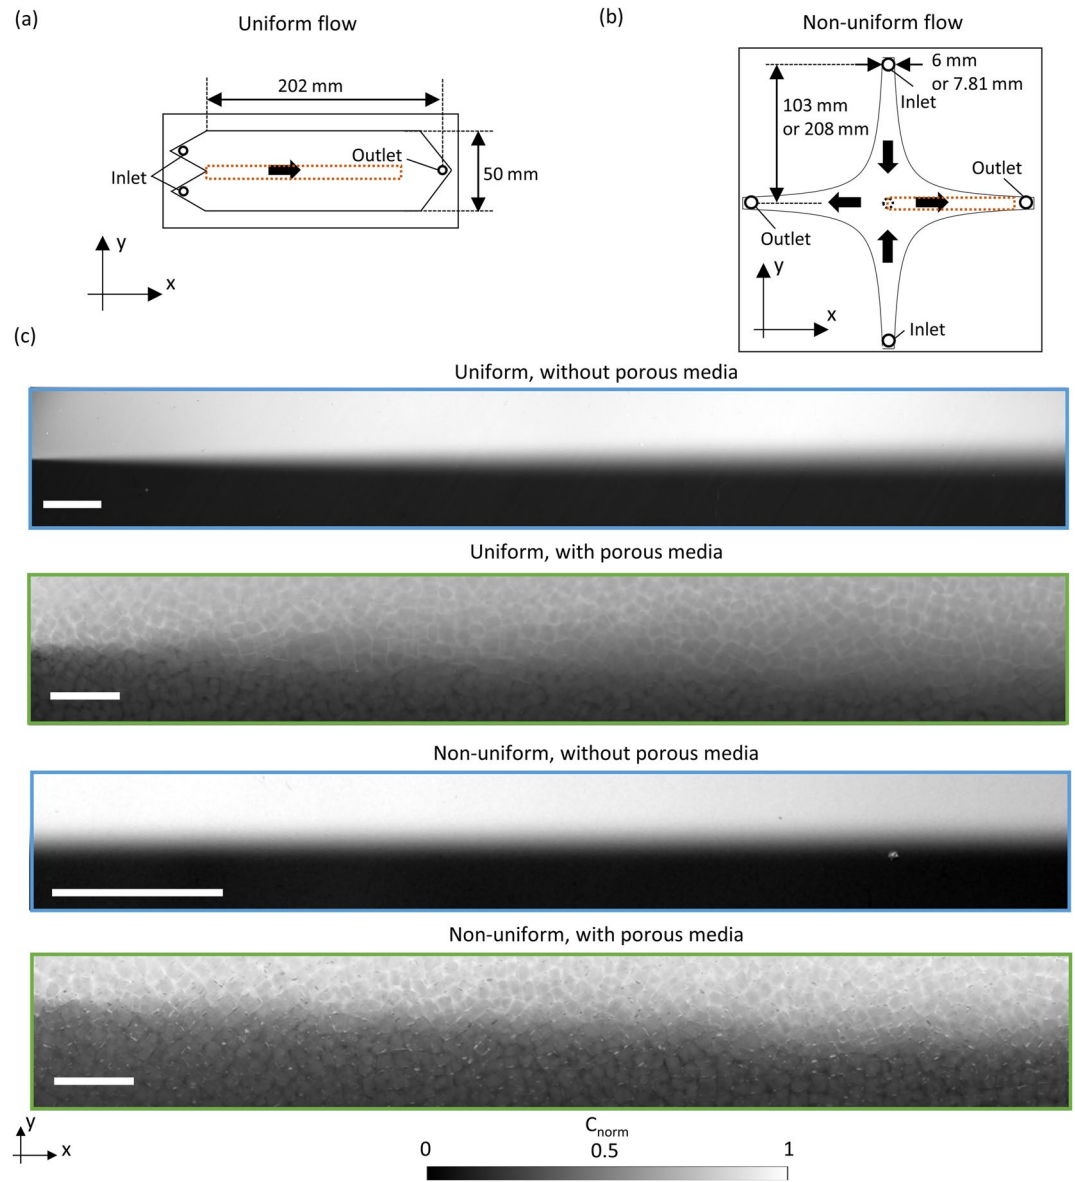 (a)
Uniform flow
202 mm
Inlet
Outlet
50 mm
y
x
(b)
Non-uniform flow
6 mm
or 7.81 mm
Inlet
103 mm
or 208 mm
Outlet
Outlet
y
x
Inlet
(c)
Uniform, without porous media
Uniform, with porous media
Non-uniform, without porous media
Non-uniform, with porous media
y
x
Cnorm
0 0.5 1